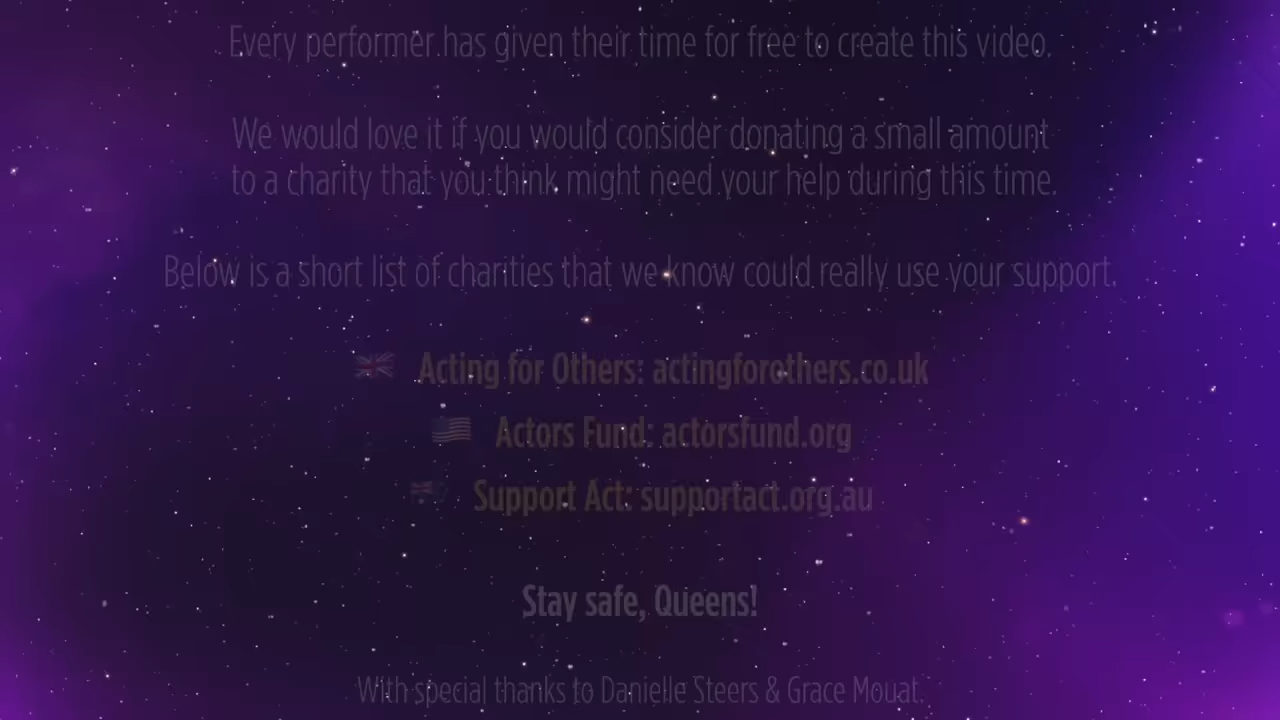 Every performer has given their time for free to create this video.
We would love it if you would consider donating a small amount
to a charity that you think might need your help during this time.
Below is a short list of charities that we know could really use your support.
Acting for Others: actingforothers.co.uk
Actors Fund: actorsfund.org
Support Act: supportact.org.au
Stay safe, Queens!
With special thanks to Danielle Steers & Grace Mouat.